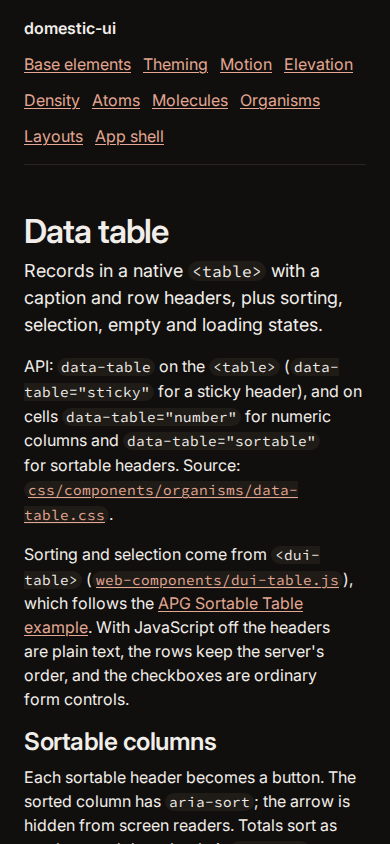 domestic-ui
Base elements Theming Motion Elevation
Density Atoms Molecules Organisms
Layouts App shell
Data table
Records in a native <table> with a
caption and row headers, plus sorting,
selection, empty and loading states.
API: data-table on the <table> ( data-
table="sticky" for a sticky header), and on
cells data-table="number" for numeric
columns and data-table="sortable"
for sortable headers. Source:
css/components/organisms/data-
table.css .
Sorting and selection come from <dui-
table> ( web-components/dui-table.js ),
which follows the APG Sortable Table
example. With JavaScript off the headers
are plain text, the rows keep the server's
order, and the checkboxes are ordinary
form controls.
Sortable columns
Each sortable header becomes a button. The
sorted column has aria-sort ; the arrow is
hidden from screen readers. Totals sort as